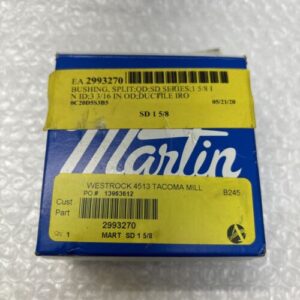 EA 2993270
BUSHING, SPLIT;QD;SD SERIES;1 5/8 I
N ID;3 3/16 IN OD;DUCTILE IRO
8C20D5S3B5 05/21/20
SD 1 5/8
Martin
WESTROCK 4513 TACOMA MILL
PO # 13953612 B245
Cust
Part
2993270
QTY 1 MART SD 1 5/8
A